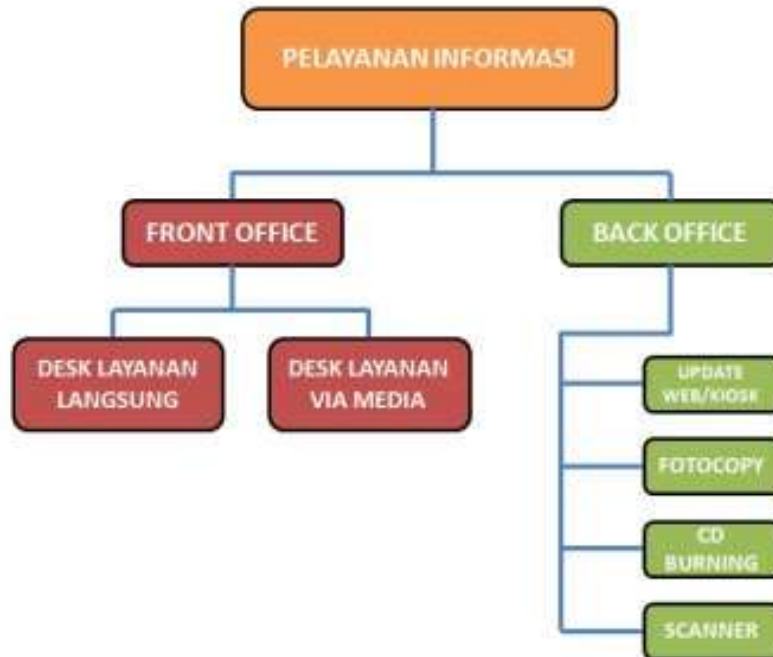 PELAYANAN INFORMASI
FRONT OFFICE
BACK OFFICE
DESK LAYANAN
LANGSUNG
DESK LAYANAN
VIA MEDIA
UPDATE
WEB/KIOSK
FOTOCOPY
CD
BURNING
SCANNER